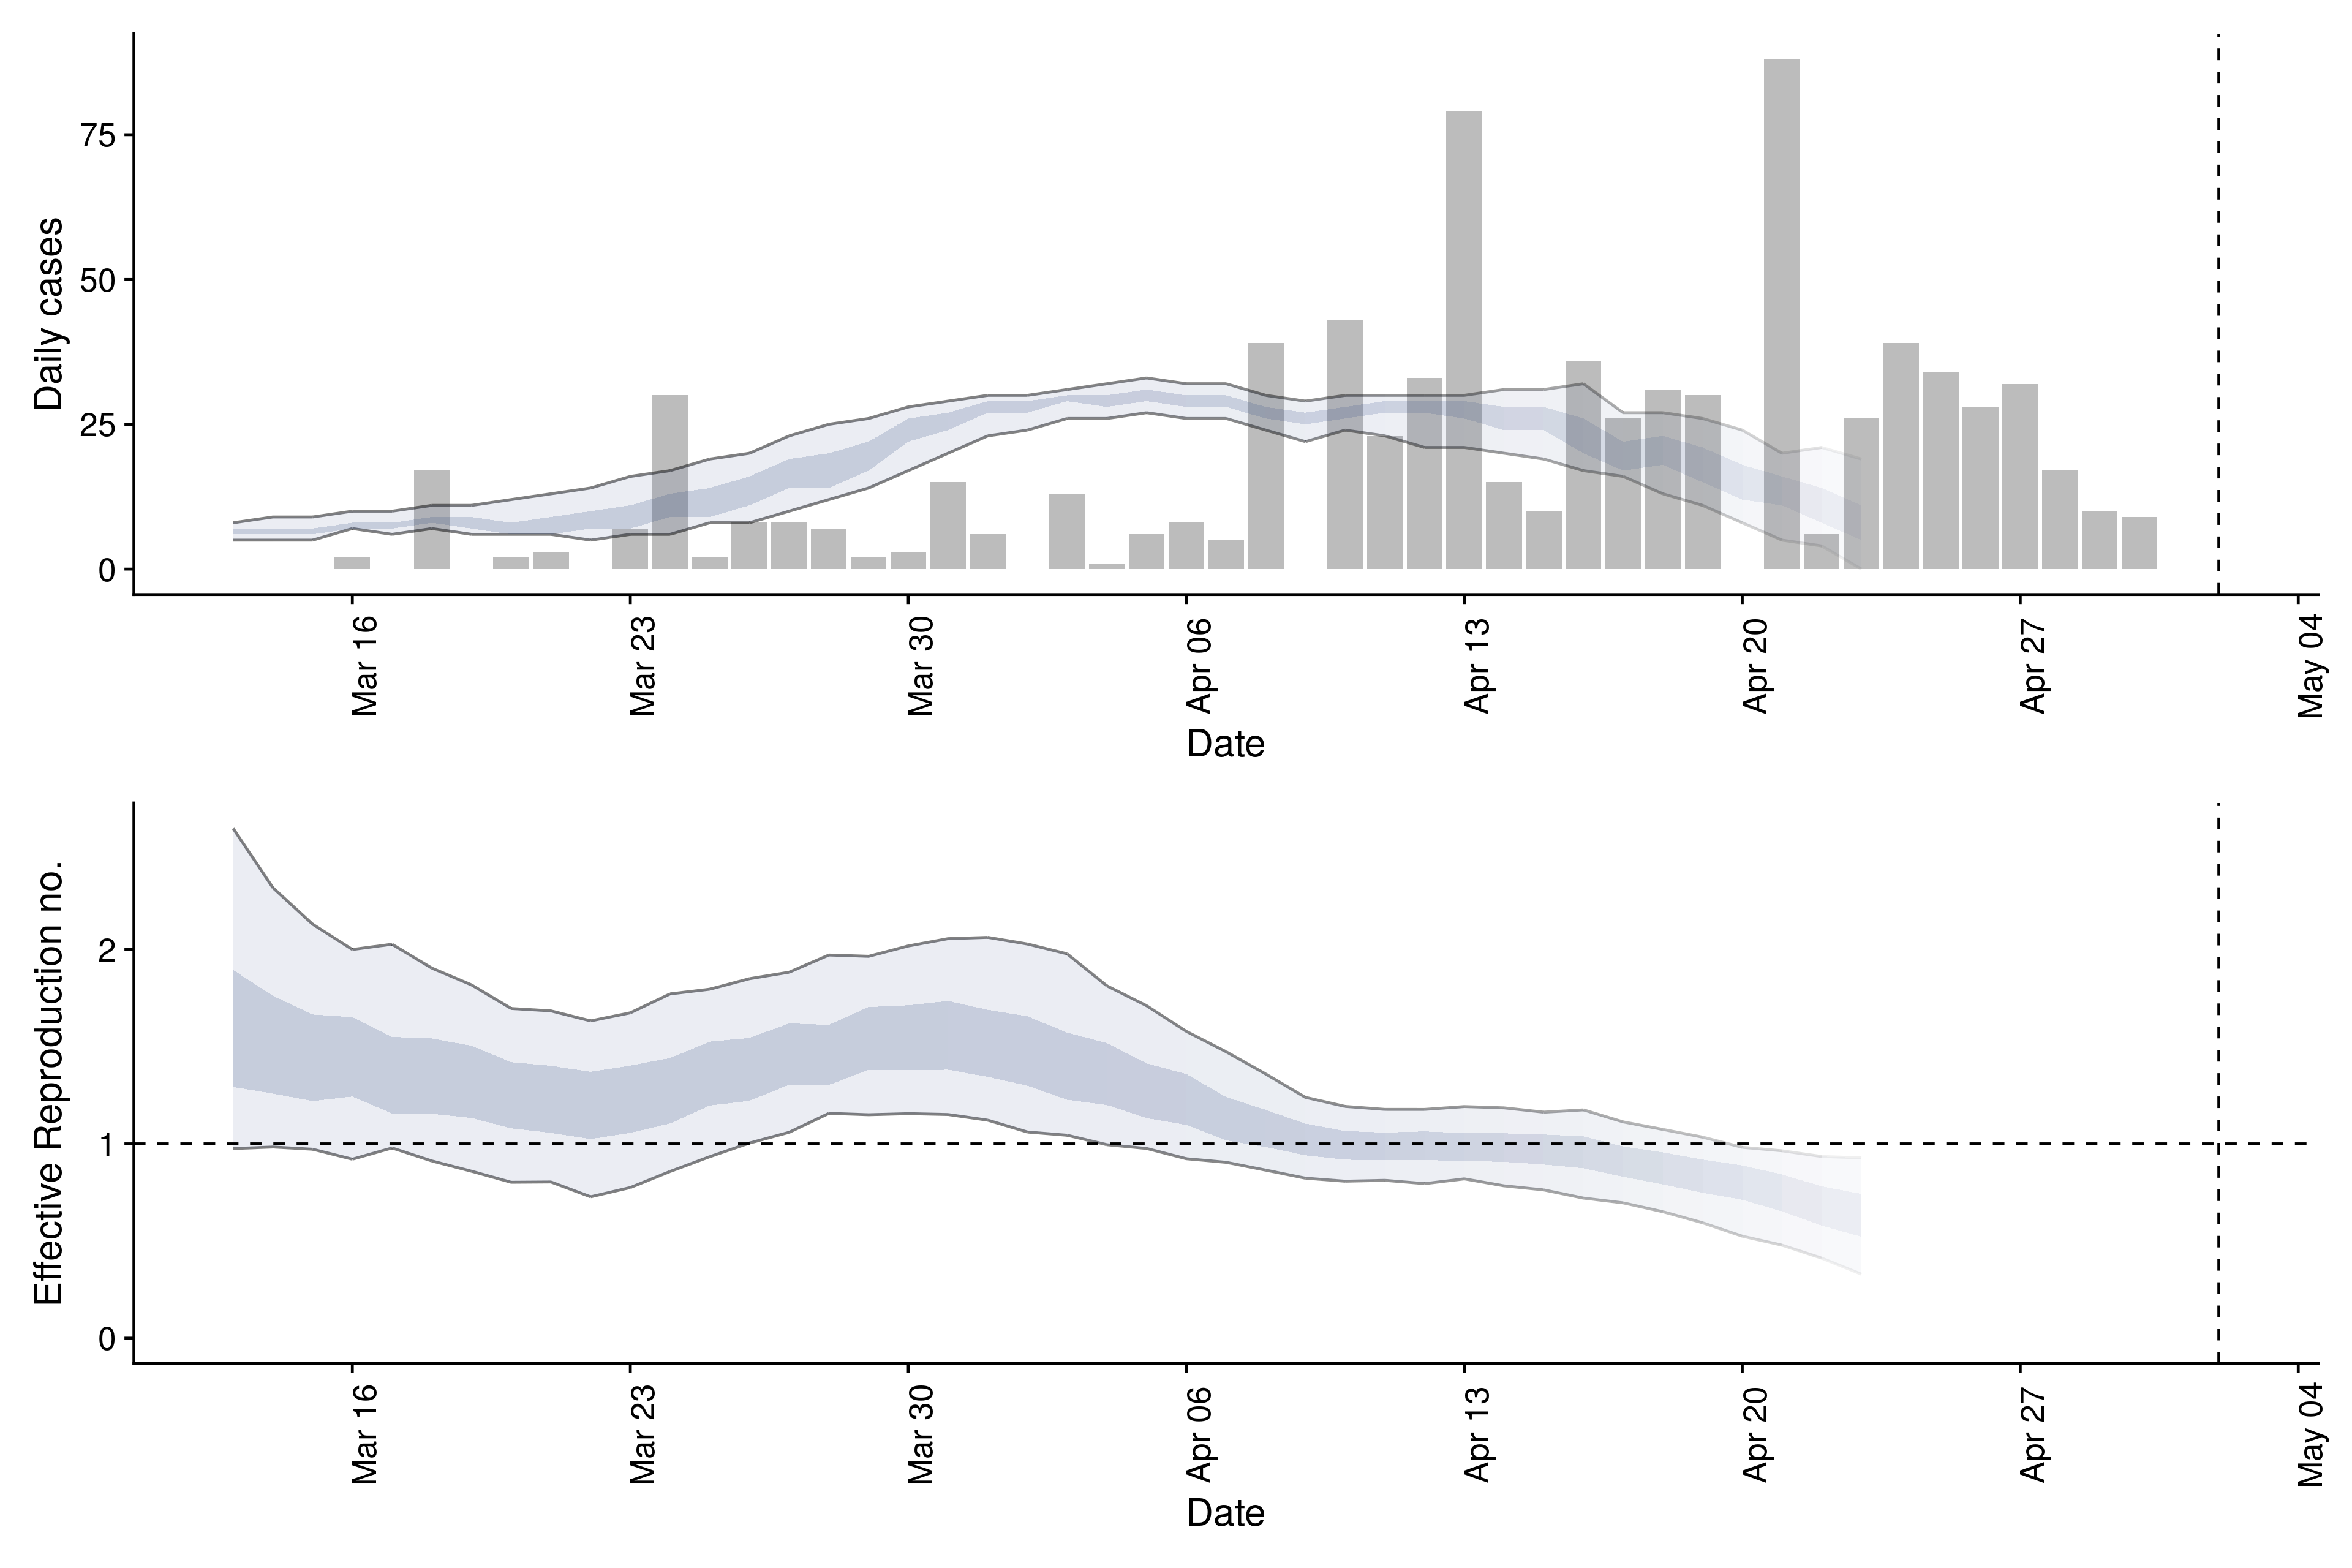 Daily cases
75
50
25
0
Mar 16
Mar 23
Mar 30
Apr 06
Apr 13
Apr 20
Apr 27
May 04
Date
Effective Reproduction no.
2
1
0
Mar 16
Mar 23
Mar 30
Apr 06
Apr 13
Apr 20
Apr 27
May 04
Date